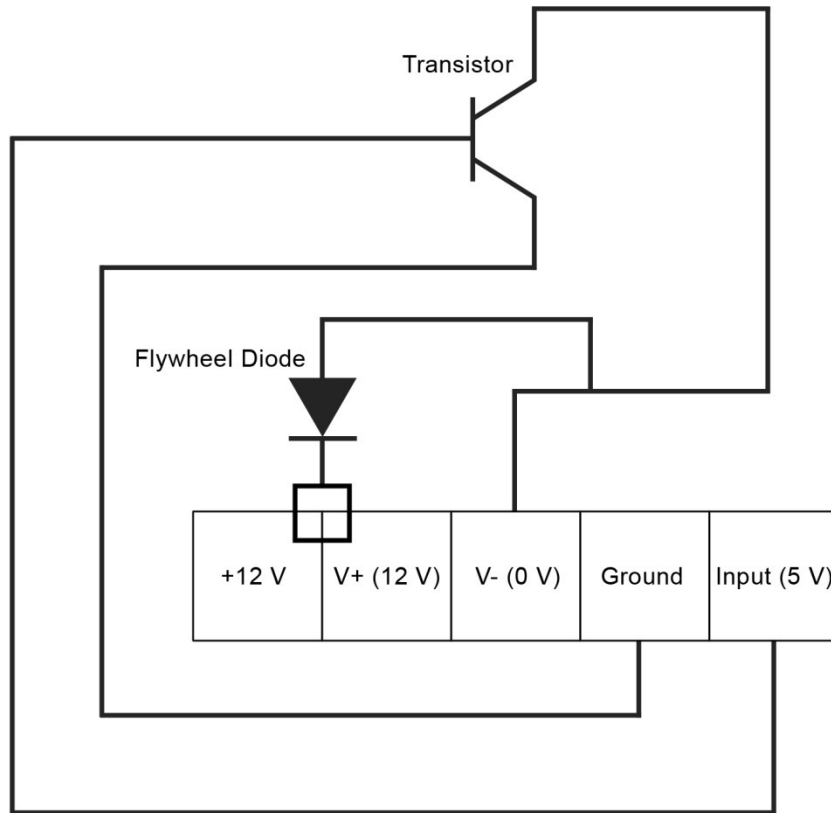 Transistor
Flywheel Diode
+12 V
V+ (12 V)
V- (0 V)
Ground
Input (5 V)